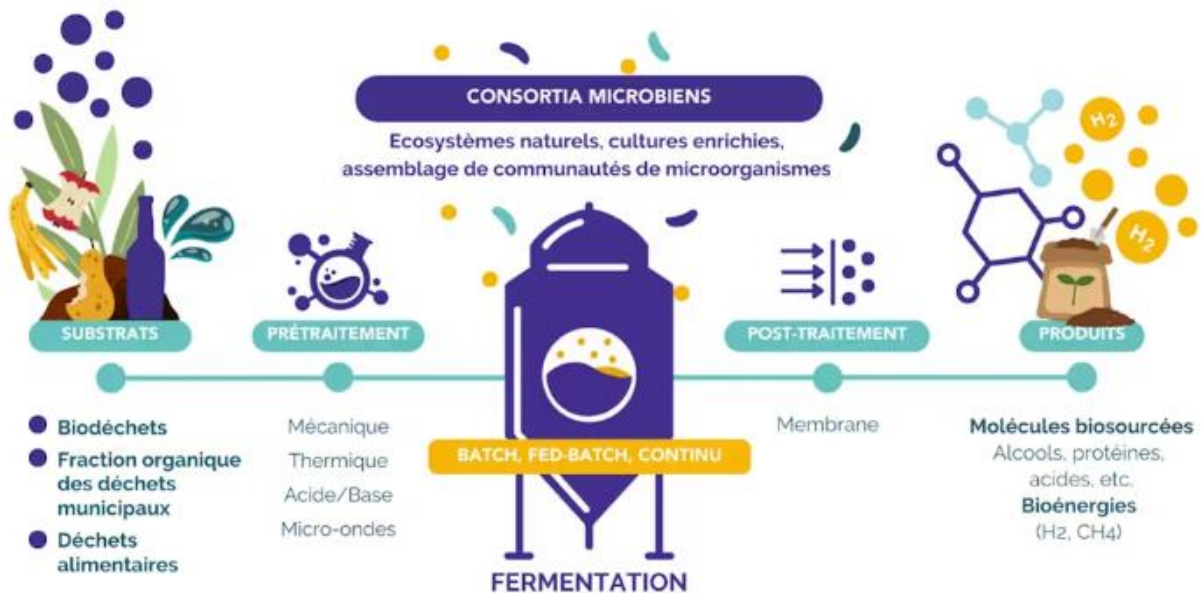 CONSORTIA MICROBIENS
Ecosystèmes naturels, cultures enrichies,
assemblage de communautés de microorganismes
H2
H2
SUBSTRATS
PRÉTRAITEMENT
POST-TRAITEMENT
PRODUITS
Biodéchets
Fraction organique
des déchets
municipaux
Déchets
alimentaires
Mécanique
Thermique
Acide/Base
Micro-ondes
BATCH, FED-BATCH, CONTINU
FERMENTATION
Membrane
Molécules biosourcées
Alcools, protéines,
acides, etc.
Bioénergies
(H2, CH4)